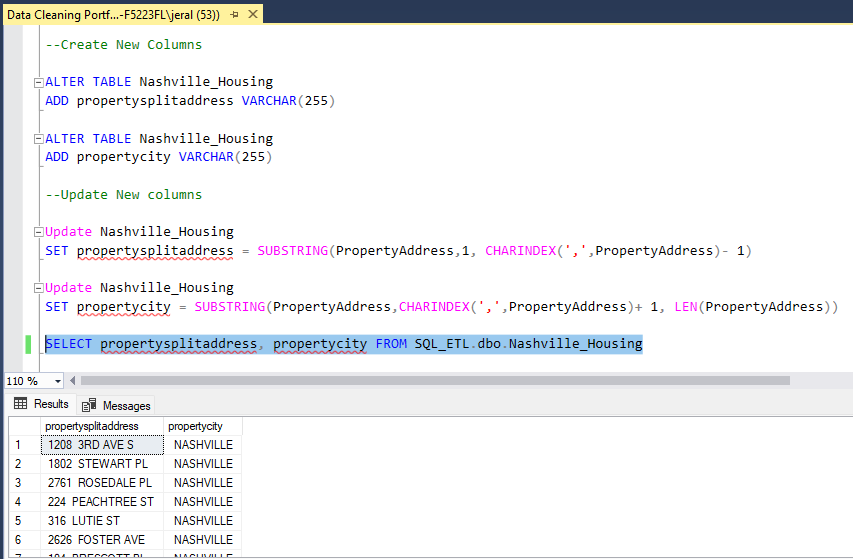 Data Cleaning Portf...-F5223FL\jeral (53))
--Create New Columns
ALTER TABLE Nashville_Housing
ADD propertysplitaddress VARCHAR(255)
ALTER TABLE Nashville_Housing
ADD propertycity VARCHAR(255)
--Update New columns
Update Nashville_Housing
SET propertysplitaddress = SUBSTRING(PropertyAddress,1, CHARINDEX(',',PropertyAddress)- 1)
Update Nashville_Housing
SET propertycity = SUBSTRING(PropertyAddress,CHARINDEX(',',PropertyAddress)+ 1, LEN(PropertyAddress))
SELECT propertysplitaddress, propertycity FROM SQL_ETL.dbo.Nashville_Housing
110 %
Results Messages
propertysplitaddress propertycity
1 1208 3RD AVE S NASHVILLE
2 1802 STEWART PL NASHVILLE
3 2761 ROSEDALE PL NASHVILLE
4 224 PEACHTREE ST NASHVILLE
5 316 LUTIE ST NASHVILLE
6 2626 FOSTER AVE NASHVILLE